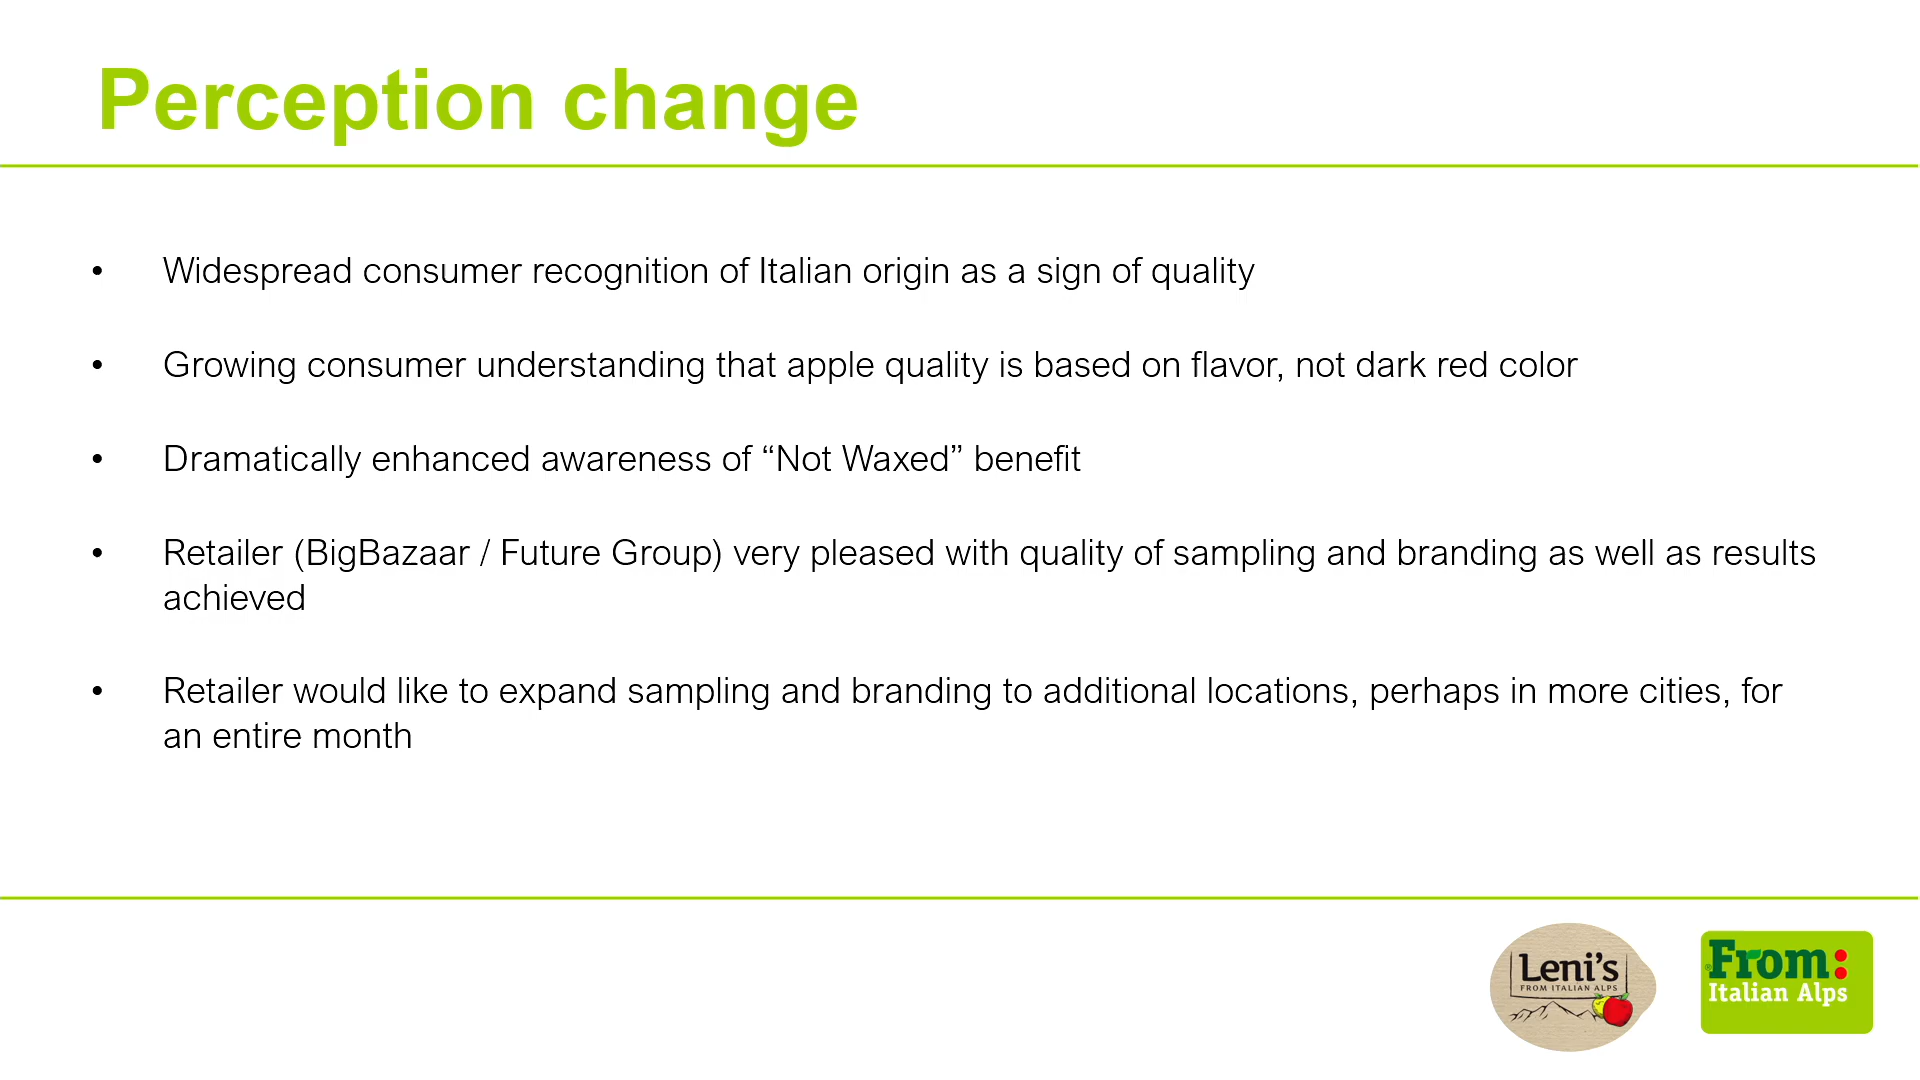 Perception change
• Widespread consumer recognition of Italian origin as a sign of quality
• Growing consumer understanding that apple quality is based on flavor, not dark red color
• Dramatically enhanced awareness of “Not Waxed” benefit
• Retailer (BigBazaar / Future Group) very pleased with quality of sampling and branding as well as results
achieved
• Retailer would like to expand sampling and branding to additional locations, perhaps in more cities, for
an entire month
Leni’s
FROM ITALIAN ALPS
From:
®
Italian Alps